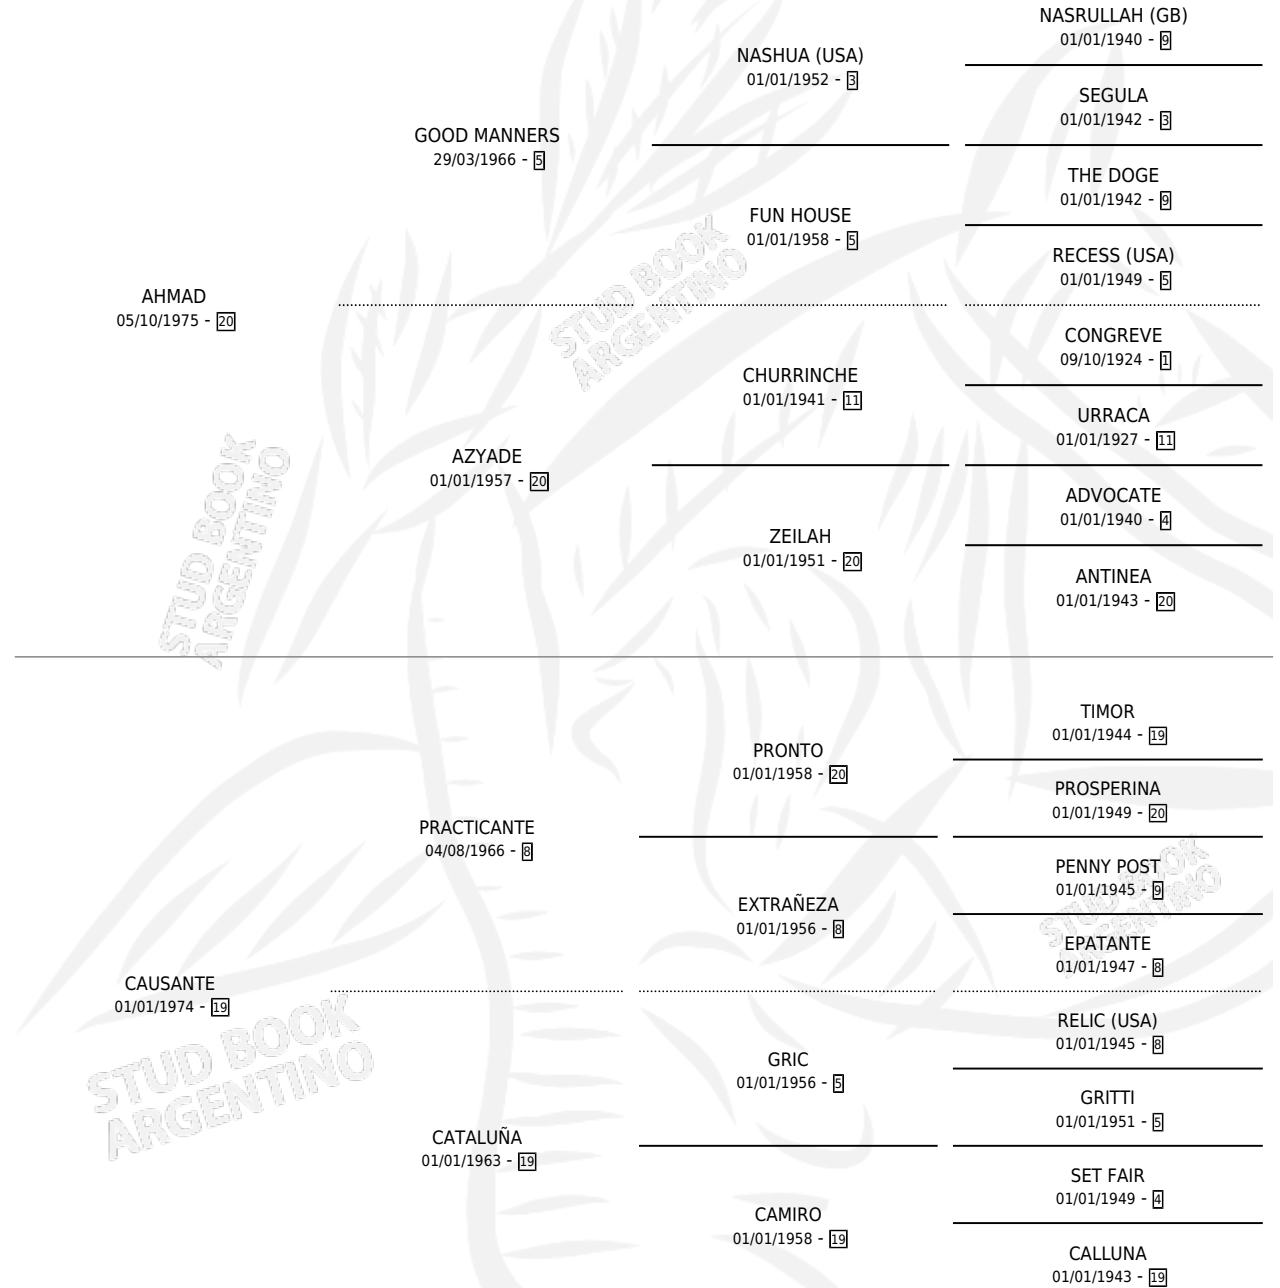 NASRULLAH (GB)
01/01/1940 - 9
NASHUA (USA)
01/01/1952 - 3
SEGULA
01/01/1942 - 3
GOOD MANNERS
29/03/1966 - 5
THE DOGE
01/01/1942 - 9
FUN HOUSE
01/01/1958 - 5
RECESS (USA)
01/01/1949 - 5
AHMAD
05/10/1975 - 20
CONGREVE
09/10/1924 - 1
CHURRINCHE
01/01/1941 - 11
URRACA
01/01/1927 - 11
AZYADE
01/01/1957 - 20
ADVOCATE
01/01/1940 - 4
ZEILAH
01/01/1951 - 20
ANTINEA
01/01/1943 - 20
TIMOR
01/01/1944 - 19
PRONTO
01/01/1958 - 20
PROSPERINA
01/01/1949 - 20
PRACTICANTE
04/08/1966 - 8
PENNY POST
01/01/1945 - 9
EXTRAÑEZA
01/01/1956 - 8
EPATANTE
01/01/1947 - 8
CAUSANTE
01/01/1974 - 19
RELIC (USA)
01/01/1945 - 8
GRIC
01/01/1956 - 5
GRITTI
01/01/1951 - 5
CATALUÑA
01/01/1963 - 19
SET FAIR
01/01/1949 - 4
CAMIRO
01/01/1958 - 19
CALLUNA
01/01/1943 - 19
STUD BOOK
ARGENTINO
STUD BOOK
ARGENTINO
STUD BOOK
ARGENTINO
STUD BOOK
ARGENTINO